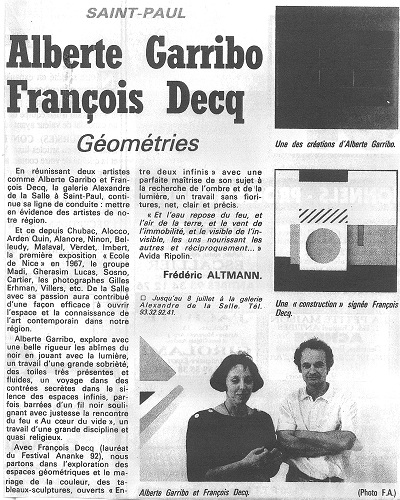 SAINT-PAUL
Alberte Garribo
François Decq
Géométries
En réunissant deux artistes
comme Alberte Garribo et Fran-
çois Decq, la galerie Alexandre
de la Salle à Saint-Paul, conti-
nue sa ligne de conduite : mettre
en evidence des artistes de no-
tre région.
Et ce depuis Chubac, Alocco,
Arden Quin, Alanore, Ninon, Bel-
leudy, Malaval, Verdet, Imbert,
la première exposition « Ecole
de Nice » en 1967, le groupe
Madi, Gherasim Lucas, Sosno,
Cartier, les photographes Gilles
Ehrman, Villers, etc. De la Salle
avec sa passion aura contribué
d'une façon efficace à ouvrir
l'espace et la connaissance de
l'art contemporain dans notre
région.
Alberte Garribo, explore avec
une belle rigueur les abîmes du
noir en jouant avec la lumière,
un travail d'une grande sobriété,
des toiles très présentes et
fluides, un voyage dans des
contrées secrètes dans le si-
lence des espaces infinis, par-
fois barrées d'un fil noir souli-
gnant avec justesse la rencontre
du feu « Au cœur du vide », un
travail d'une grande discipline et
quasi religieux.
Avec François Decq (lauréat
du Festival Ananke 92), nous
partons dans l'exploration des
espaces géométriques et le ma-
riage de la couleur, des ta-
bleaux-sculptures, ouverts « En-
tre deux infinis » avec une
parfaite maîtrise de son sujet à
la recherche de l'ombre et de la
lumière, un travail sans fiori-
tures, net, clair et précis.
« Et l'eau repose du feu, et
l'air de la terre, et le vent de
l'immobilité, et le visible de l'in-
visible, les uns nourissant les
autres et réciproquement... »
Avida Ripolin.
Frédéric ALTMANN.
□ Jusqu'au 8 juillet à la galerie
Alexandre de la Salle. Tél.
93.32.92.41.
Une des créations d'Alberte Garribo.
Une « construction » signée François
Decq.
Alberte Garribo et François Decq.
(Photo F.A.)